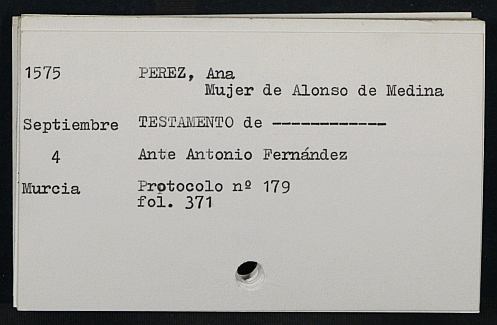 1575 PEREZ, Ana
Mujer de Alonso de Medina
Septiembre TESTAMENTO de ------------
4 Ante Antonio Fernández
Murcia Protocolo nº 179
fol. 371